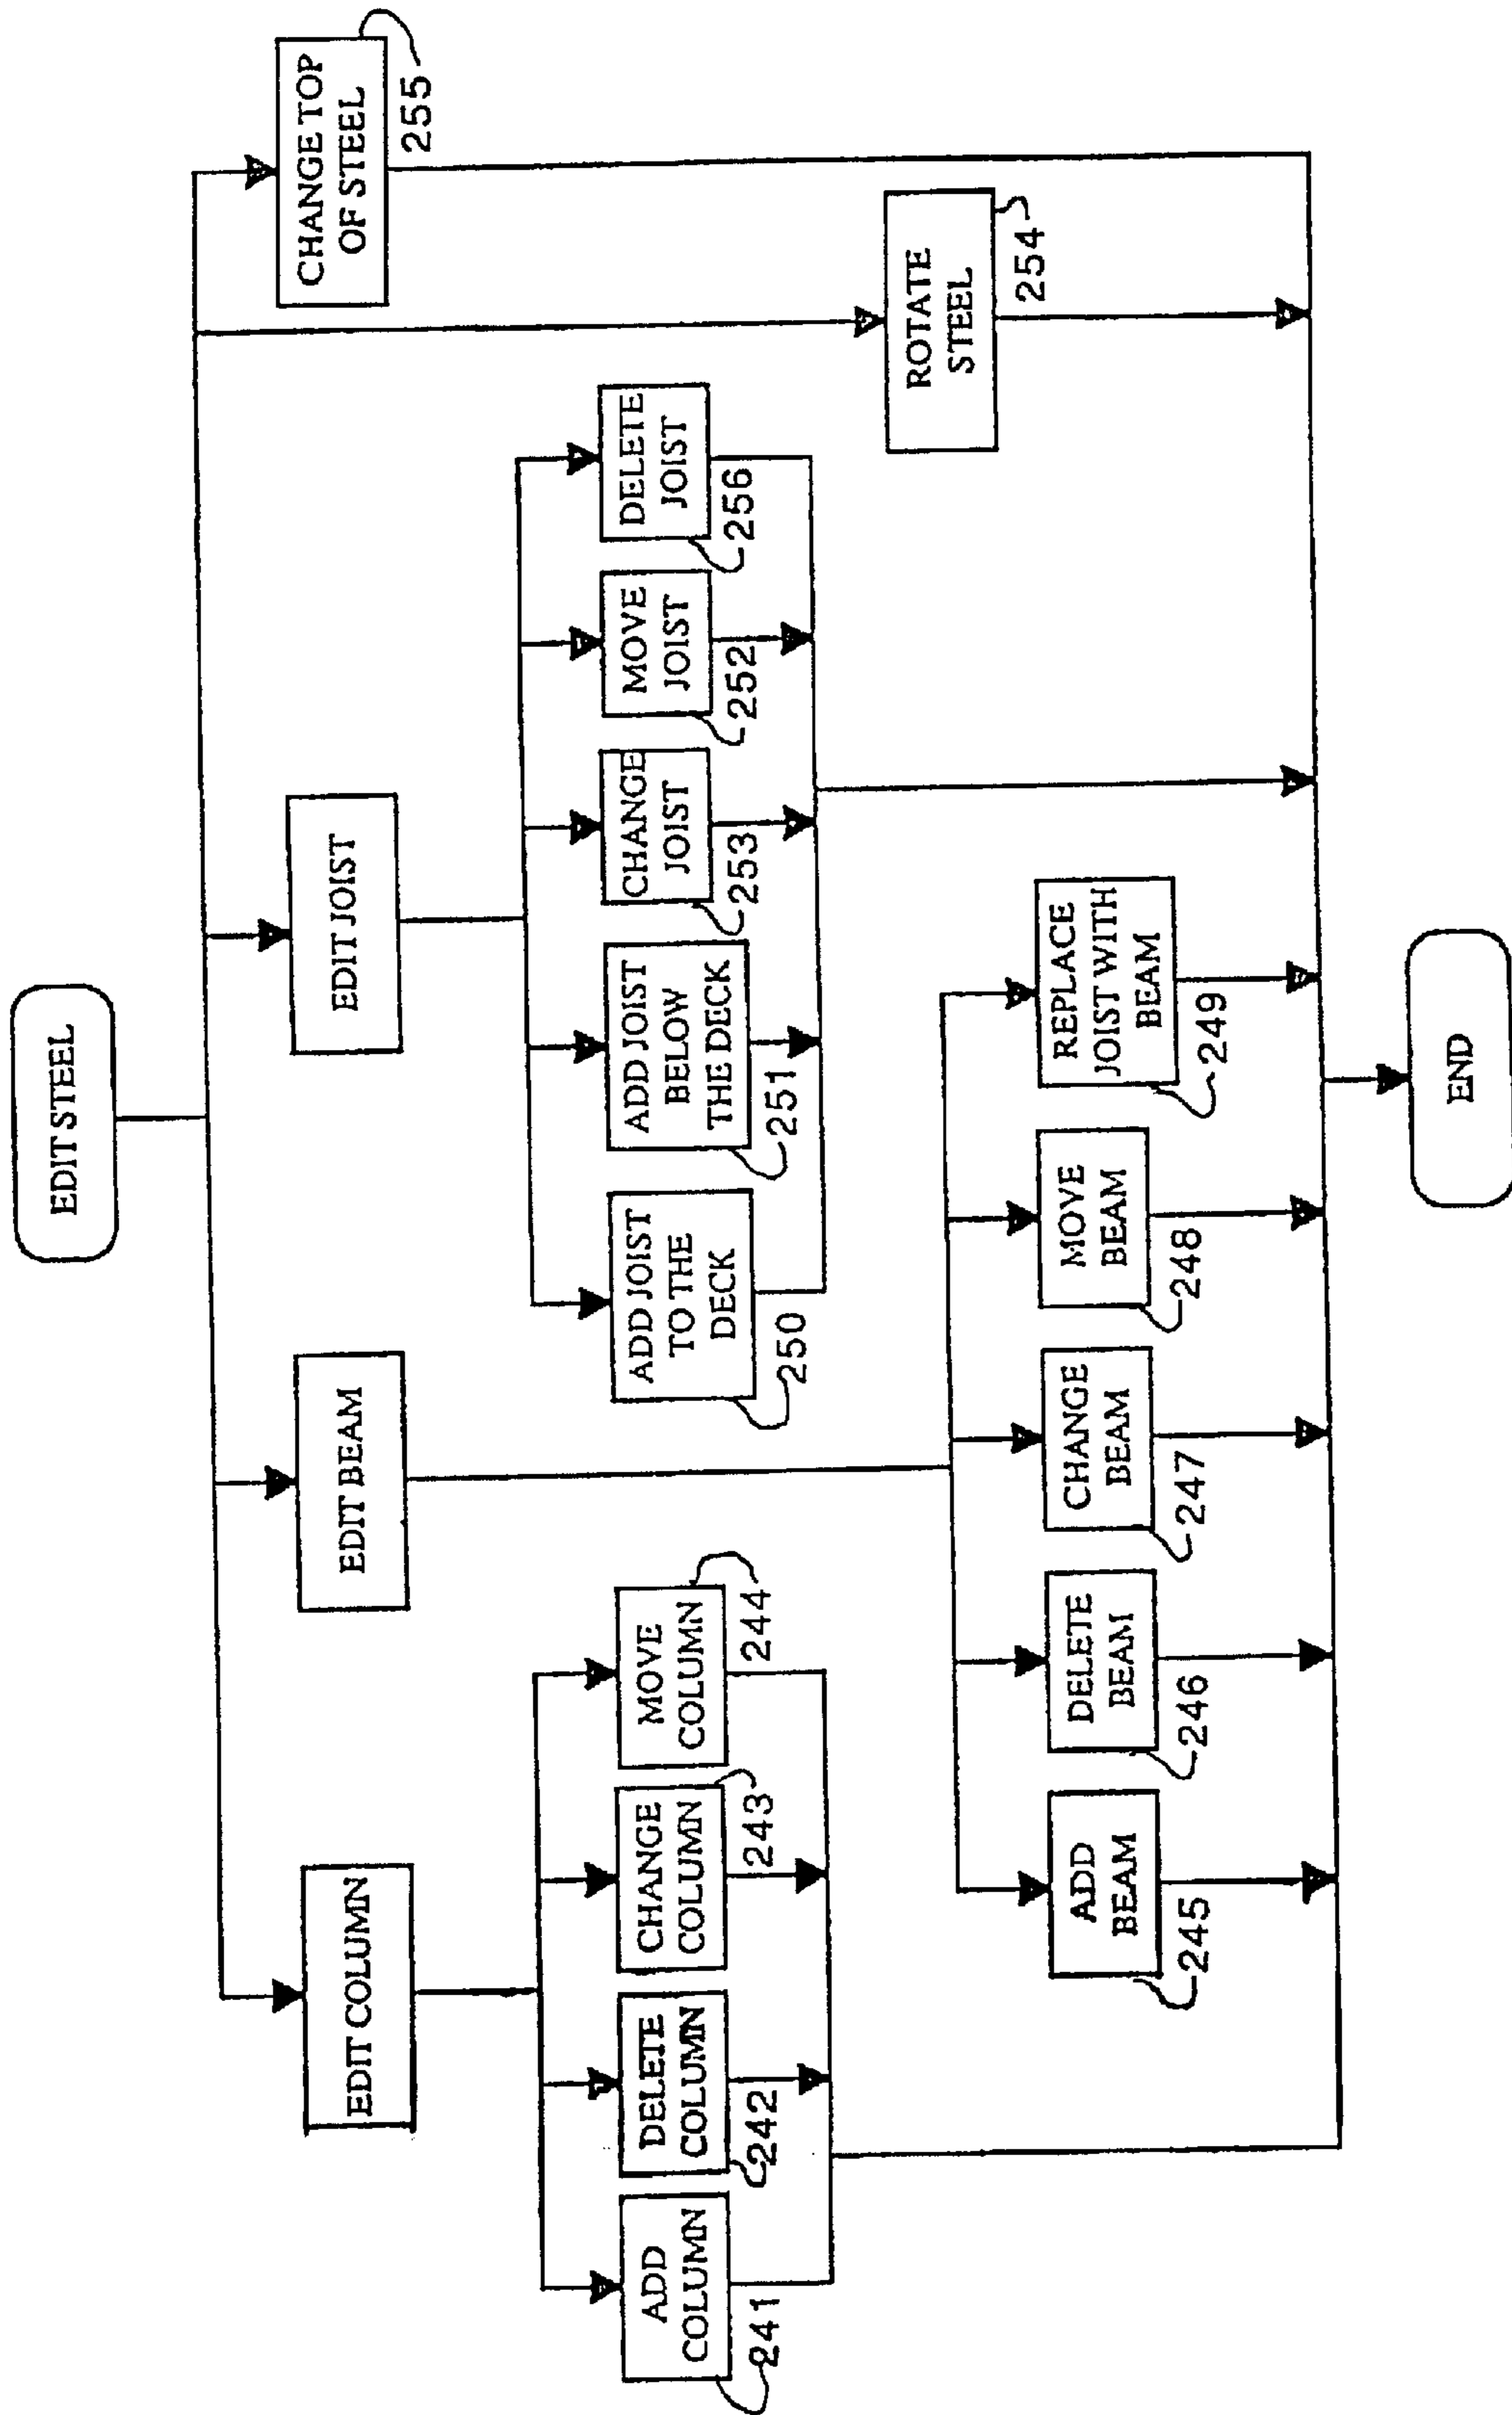 EDIT STEEL
EDIT COLUMN
EDIT BEAM
EDIT JOIST
CHANGE TOP
OF STEEL
255
ADD
COLUMN
241
DELETE
COLUMN
242
CHANGE
COLUMN
243
MOVE
COLUMN
244
ADD JOIST
TO THE
DECK
250
ADD JOIST
BELOW
THE DECK
251
CHANGE
JOIST
253
MOVE
JOIST
252
DELETE
JOIST
256
ROTATE
STEEL
254
ADD
BEAM
245
DELETE
BEAM
246
CHANGE
BEAM
247
MOVE
BEAM
248
REPLACE
JOIST WITH
BEAM
249
END